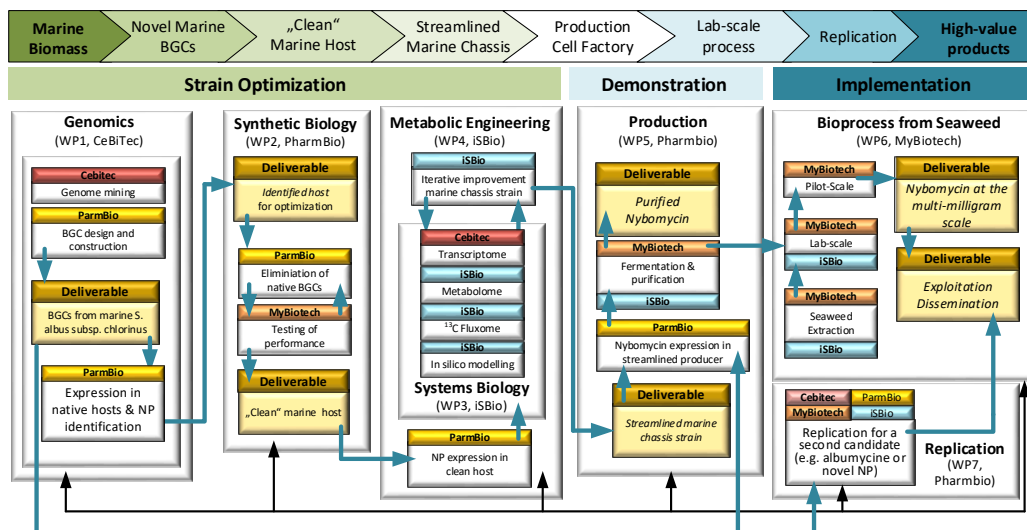 Marine
Biomass
Novel Marine
BGCs
„Clean“
Marine Host
Streamlined
Marine Chassis
Production
Cell Factory
Lab-scale
process
Replication
High-value
products
Strain Optimization
Demonstration
Implementation
Genomics
(WP1, CeBiTec)
Cebitec
Genome mining
ParmBio
BGC design and
construction
Deliverable
BGCs from marine S.
albus subsp. chlorinus
ParmBio
Expression in
native hosts & NP
identification
Synthetic Biology
(WP2, PharmBio)
Deliverable
Identified host
for optimization
ParmBio
Eliminiation of
native BGCs
MyBiotech
Testing of
performance
Deliverable
„Clean“ marine host
Metabolic Engineering
(WP4, iSBio)
iSBio
Iterative improvement
marine chassis strain
Cebitec
Transcriptome
iSBio
Metabolome
iSBio
¹³C Fluxome
iSBio
In silico modelling
Systems Biology
(WP3, iSBio)
ParmBio
NP expression in
clean host
Production
(WP5, Pharmbio)
Deliverable
Purified
Nybomycin
MyBiotech
Fermentation &
purification
iSBio
ParmBio
Nybomycin expression in
streamlined producer
Deliverable
Streamlined marine
chassis strain
Bioprocess from Seaweed
(WP6, MyBiotech)
MyBiotech
Pilot-Scale
MyBiotech
Lab-scale
iSBio
MyBiotech
Seaweed
Extraction
iSBio
Deliverable
Nybomycin at the
multi-milligram
scale
Deliverable
Exploitation
Dissemination
Cebitec
ParmBio
MyBiotech
iSBio
Replication for a
second candidate
(e.g. albumycine or
novel NP)
Replication
(WP7,
Pharmbio)